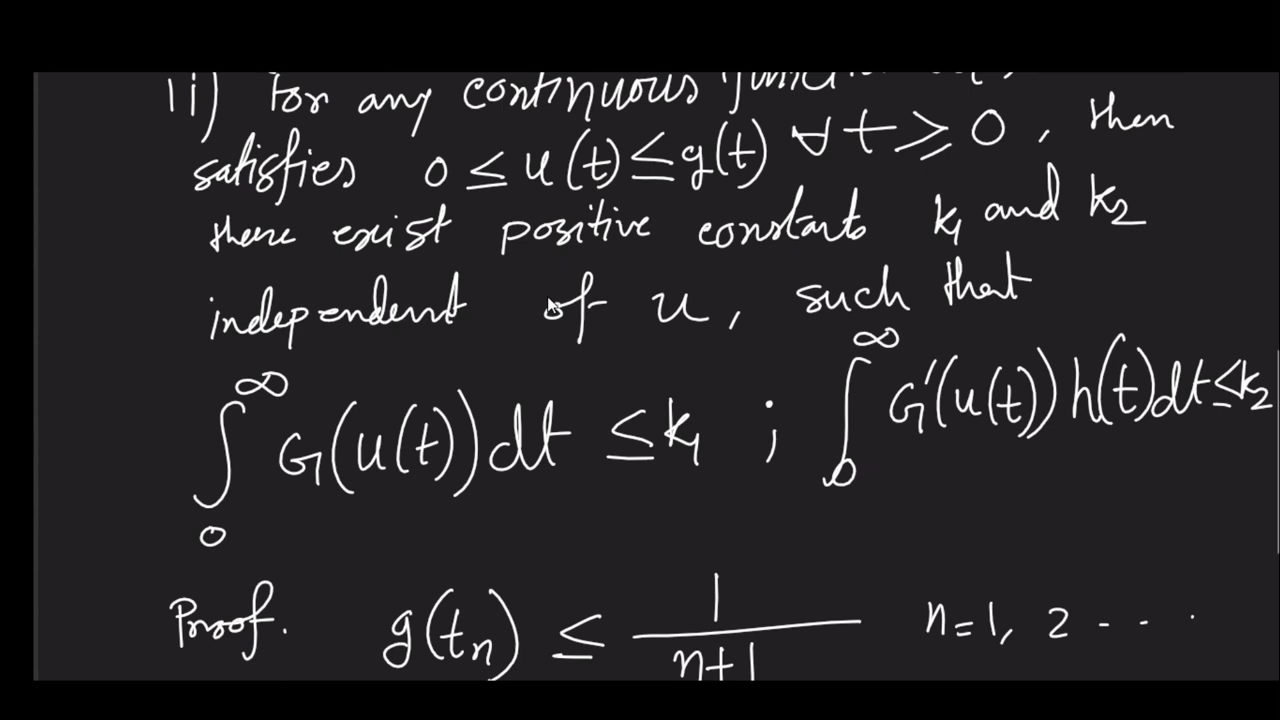 ii) For any continuous
satisfies 0 ≤ u(t) ≤ g(t) ∀ t ≥ 0, then
there exist positive constants k₁ and k₂
independent of u, such that
∫₀^∞ G(u(t)) dt ≤ k₁ ; ∫₀^∞ G'(u(t)) h(t) dt ≤ k₂
Proof. g(tₙ) ≤ 1/(n+1) n=1, 2 - - .